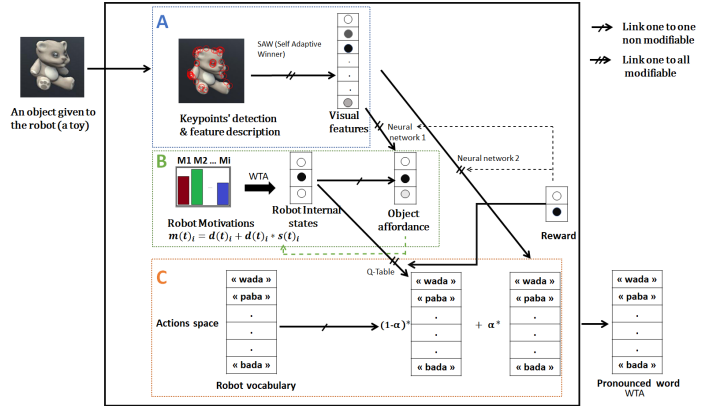 A
SAW (Self Adaptive
Winner)
Link one to one
non modifiable
Link one to all
modifiable
An object given to
the robot (a toy)
Keypoints' detection
& feature description
Visual
features
Neural
network 1
Neural network 2
B
M1 M2 ... Mi
WTA
Robot Motivations
m(t)ᵢ = d(t)ᵢ + d(t)ᵢ * s(t)ᵢ
Robot Internal
states
Object
affordance
Reward
Q-Table
C
Actions space
« wada »
« paba »
.
.
.
« bada »
Robot vocabulary
(1-α)*
« wada »
« paba »
.
.
.
« bada »
+ α*
« wada »
« paba »
.
.
.
« bada »
« wada »
« paba »
.
.
.
« bada »
Pronounced word
WTA